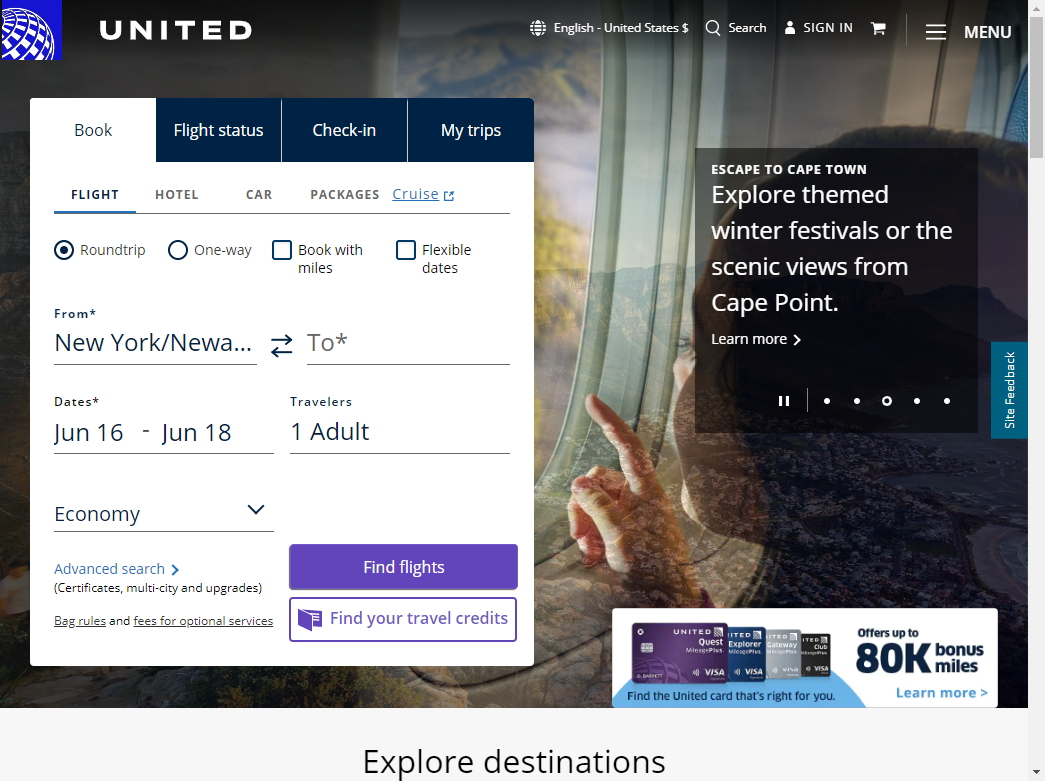 UNITED
English - United States $
Search
SIGN IN
MENU
Book
Flight status
Check-in
My trips
FLIGHT
HOTEL
CAR
PACKAGES
Cruise
Roundtrip
One-way
Book with
miles
Flexible
dates
From*
New York/Newa...
To*
Dates*
Jun 16 - Jun 18
Travelers
1 Adult
Economy
Advanced search
(Certificates, multi-city and upgrades)
Bag rules and fees for optional services
Find flights
Find your travel credits
ESCAPE TO CAPE TOWN
Explore themed
winter festivals or the
scenic views from
Cape Point.
Learn more
Site Feedback
UNITED
Quest
MileagePlus.
VISA
UNITED
Explorer
MileagePlus.
VISA
UNITED
Gateway
MileagePlus.
VISA
UNITED
Club
MileagePlus.
VISA
Find the United card that's right for you.
Offers up to
80K bonus
miles
Learn more >
Explore destinations